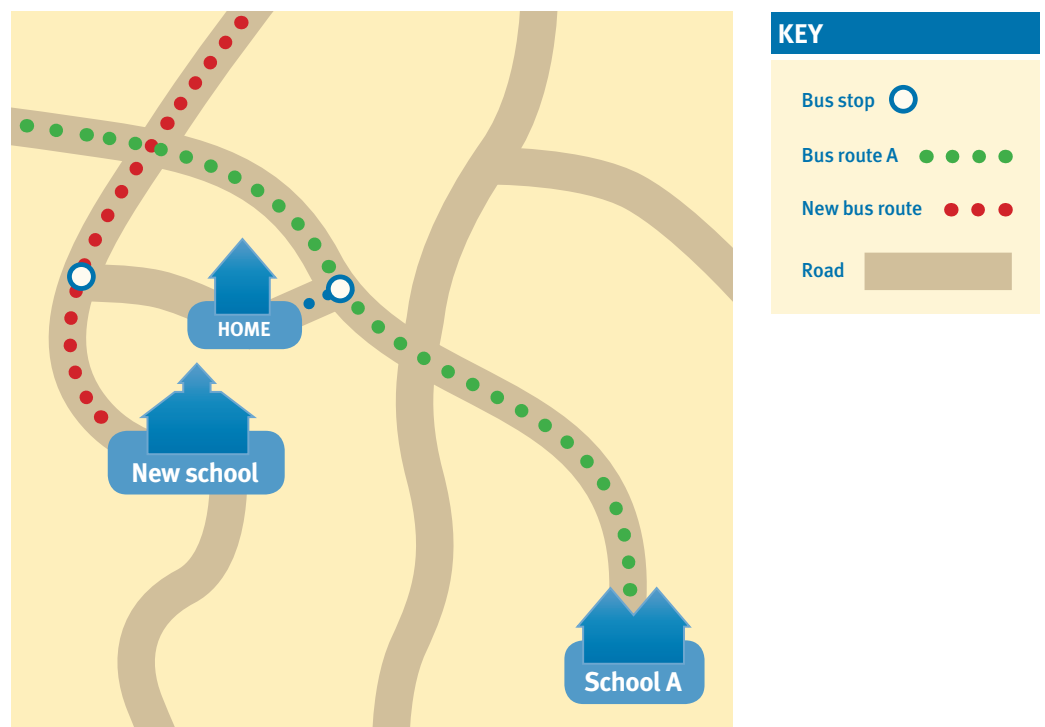 HOME
New school
School A
KEY
Bus stop
Bus route A
New bus route
Road